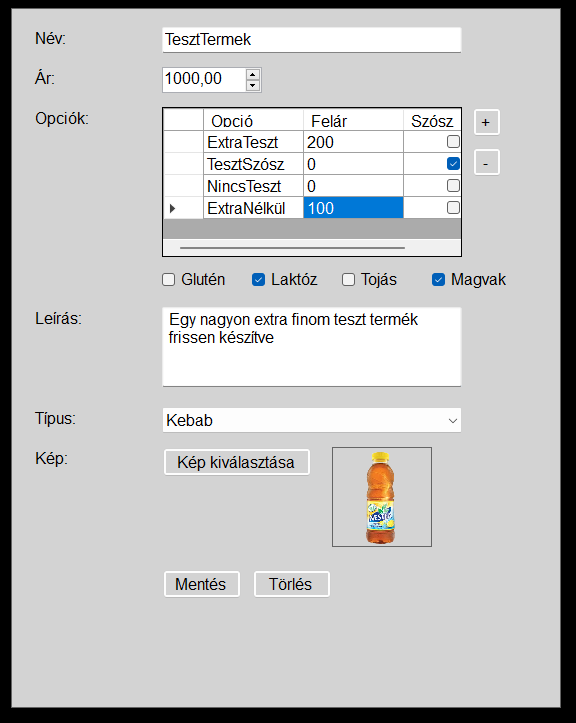 Név: TesztTermek
Ár: 1000,00
Opciók: Opció Felár Szósz +
ExtraTeszt 200
TesztSzósz 0 -
NincsTeszt 0
ExtraNélkül 100
Glutén Laktóz Tojás Magvak
Leírás: Egy nagyon extra finom teszt termék
frissen készítve
Típus: Kebab
Kép: Kép kiválasztása
NESTEA
Mentés Törlés